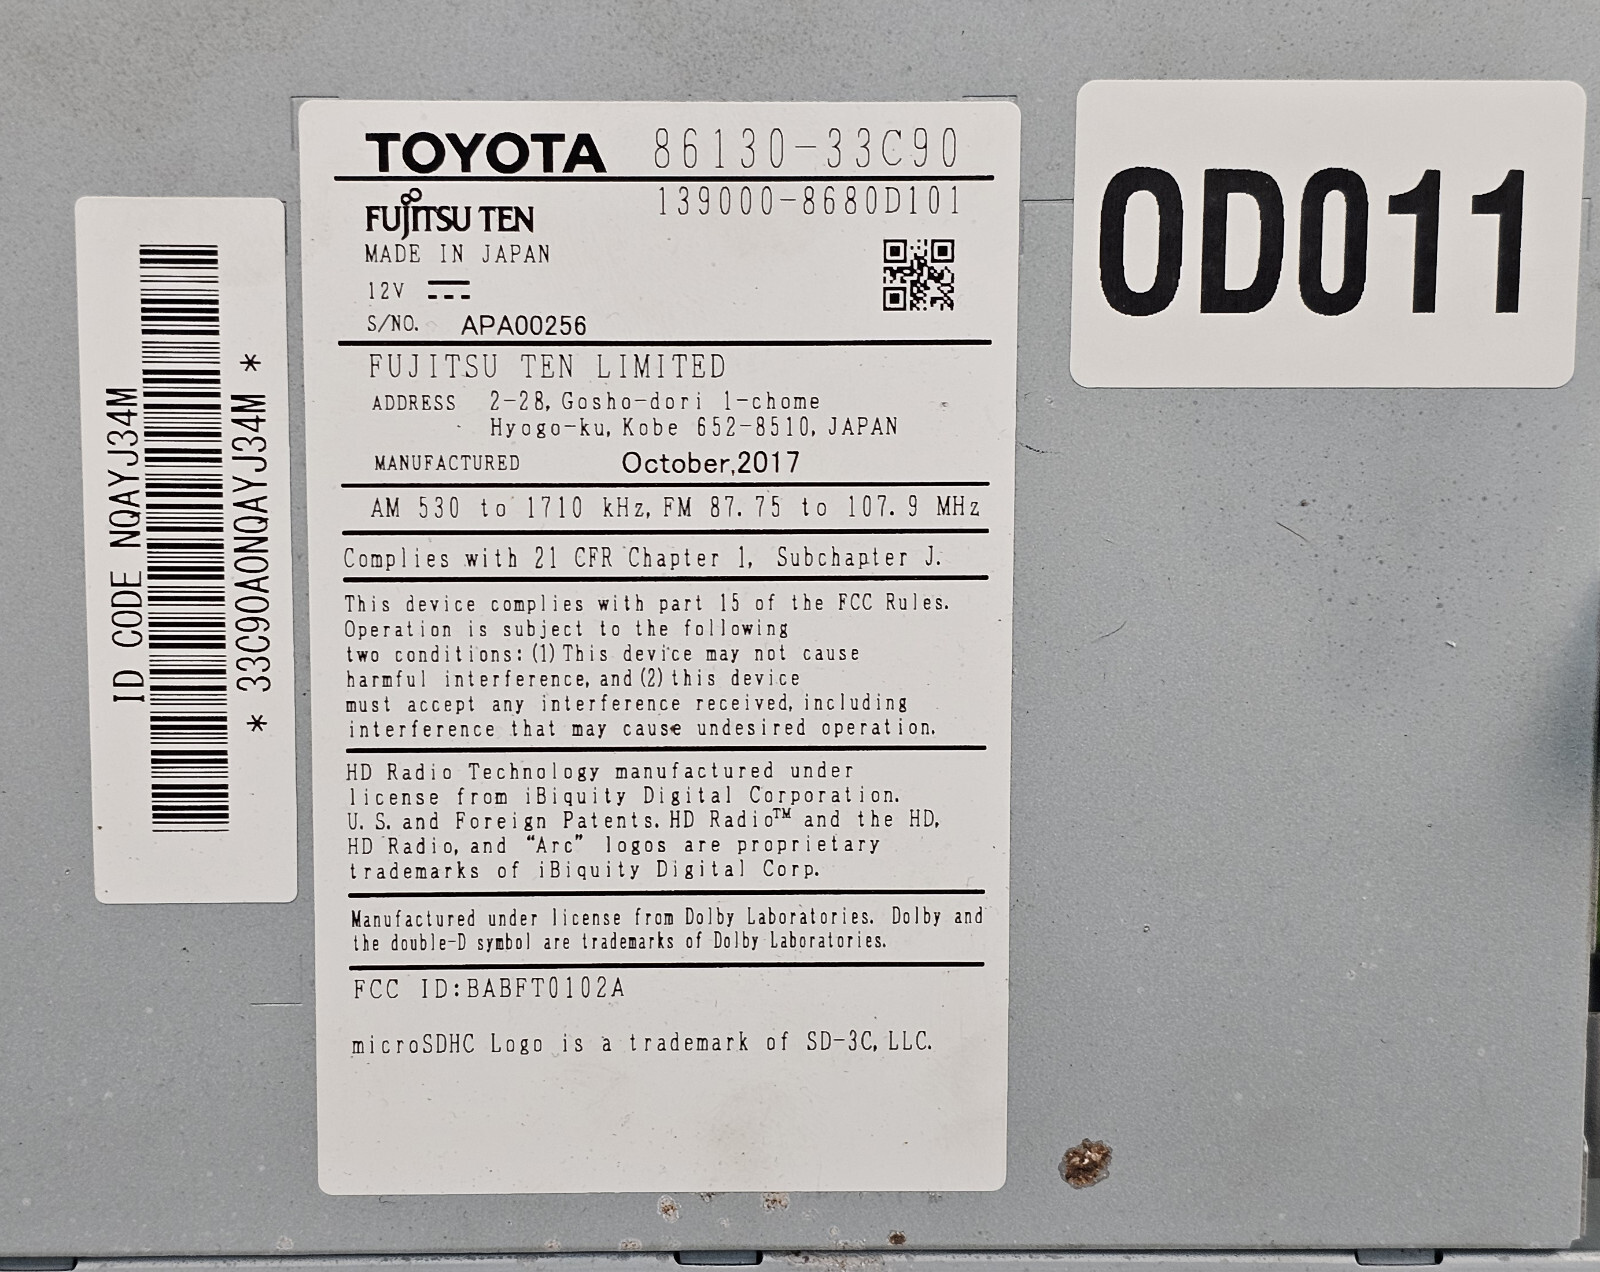 TOYOTA 86130-33C90
FUJITSU TEN 139000-8680D101
MADE IN JAPAN
12V
S/NO. APA00256
FUJITSU TEN LIMITED
ADDRESS 2-28, Gosho-dori 1-chome
Hyogo-ku, Kobe 652-8510, JAPAN
MANUFACTURED October,2017
AM 530 to 1710 kHz, FM 87.75 to 107.9 MHz
Complies with 21 CFR Chapter 1, Subchapter J.
This device complies with part 15 of the FCC Rules.
Operation is subject to the following
two conditions: (1) This device may not cause
harmful interference, and (2) this device
must accept any interference received, including
interference that may cause undesired operation.
HD Radio Technology manufactured under
license from iBiquity Digital Corporation.
U.S. and Foreign Patents. HD Radio™ and the HD,
HD Radio, and “Arc” logos are proprietary
trademarks of iBiquity Digital Corp.
Manufactured under license from Dolby Laboratories. Dolby and
the double-D symbol are trademarks of Dolby Laboratories.
FCC ID:BABFT0102A
microSDHC Logo is a trademark of SD-3C, LLC.
ID CODE NQAYJ34M
* 33C90A0NQAYJ34M *
0D011